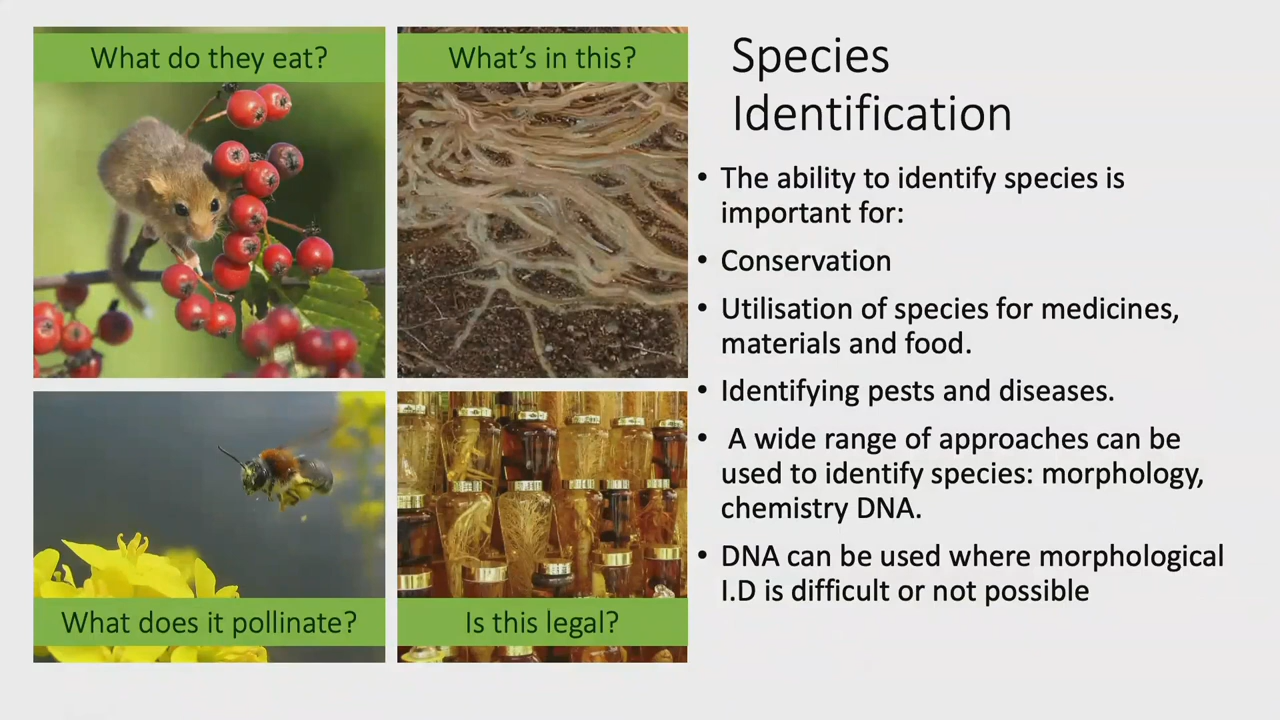 What do they eat?
What's in this?
What does it pollinate?
Is this legal?
Species
Identification
• The ability to identify species is
important for:
• Conservation
• Utilisation of species for medicines,
materials and food.
• Identifying pests and diseases.
• A wide range of approaches can be
used to identify species: morphology,
chemistry DNA.
• DNA can be used where morphological
I.D is difficult or not possible